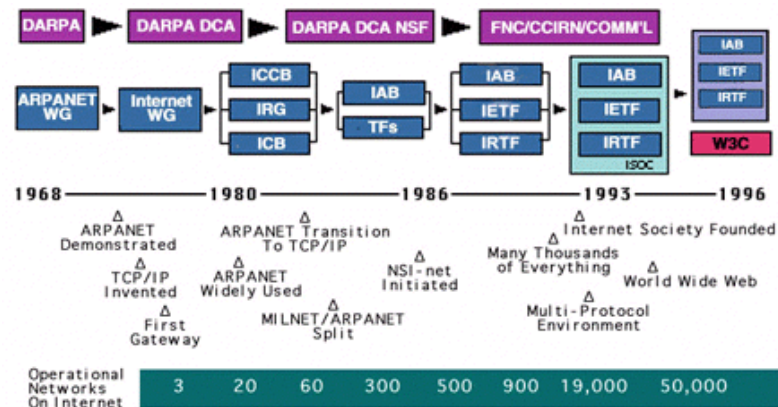 DARPA
DARPA DCA
DARPA DCA NSF
FNC/CCIRN/COMM'L
ARPANET
WG
Internet
WG
ICCB
IRG
ICB
IAB
TFs
IAB
IETF
IRTF
IAB
IETF
IRTF
ISOC
IAB
IETF
IRTF
W3C
1968
1980
1986
1993
1996
ARPANET
Demonstrated
TCP/IP
Invented
First
Gateway
ARPANET
Widely Used
ARPANET Transition
To TCP/IP
MILNET/ARPANET
Split
NSI-net
Initiated
Internet Society Founded
Many Thousands
of Everything
World Wide Web
Multi-Protocol
Environment
Operational
Networks
On Internet
3 20 60 300 500 900 19,000 50,000